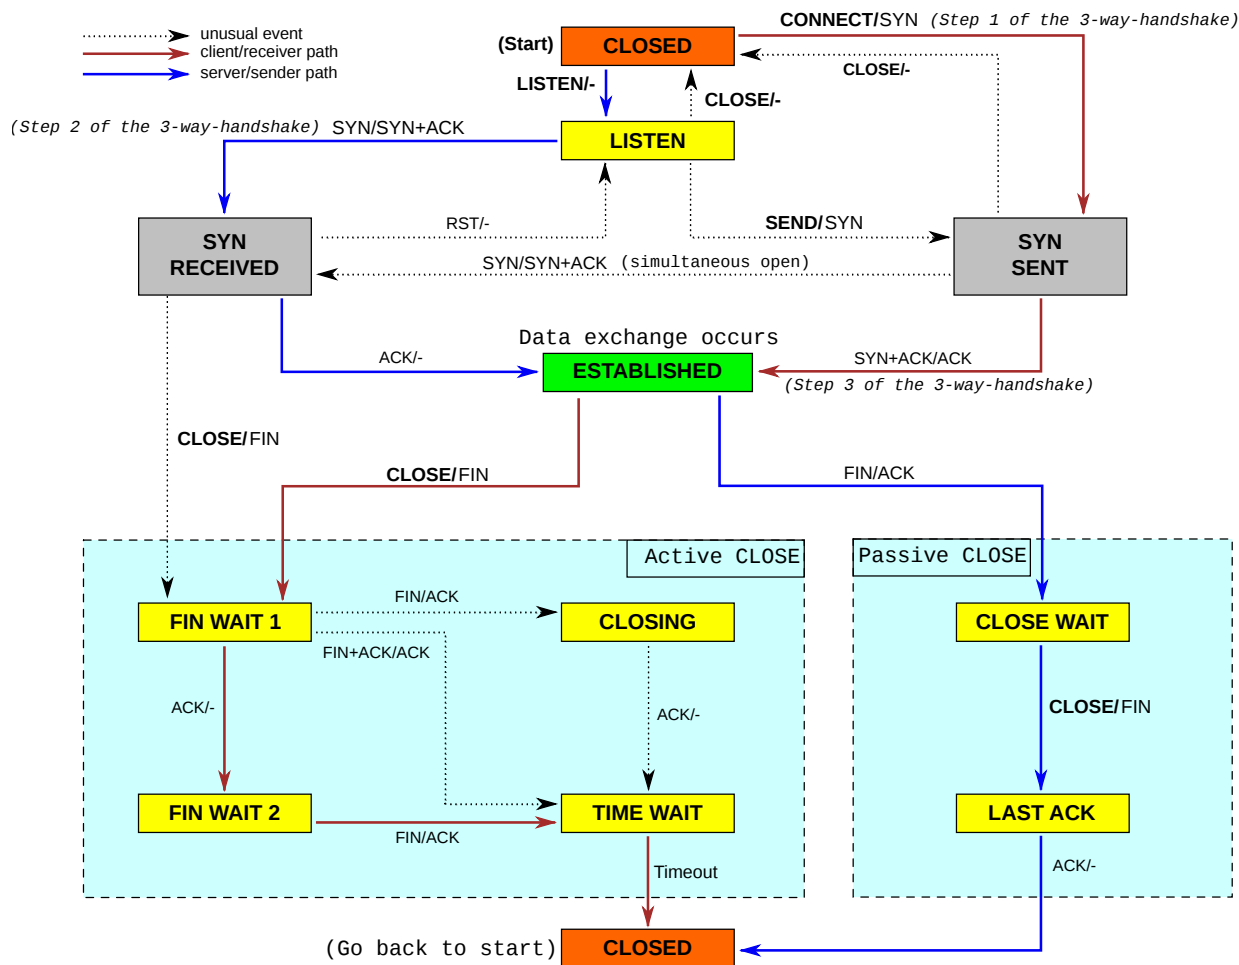 unusual event
client/receiver path
server/sender path
(Start)
CLOSED
CONNECT/SYN (Step 1 of the 3-way-handshake)
CLOSE/-
LISTEN/-
CLOSE/-
(Step 2 of the 3-way-handshake) SYN/SYN+ACK
LISTEN
RST/-
SEND/SYN
SYN
RECEIVED
SYN
SENT
SYN/SYN+ACK (simultaneous open)
Data exchange occurs
ACK/-
ESTABLISHED
SYN+ACK/ACK
(Step 3 of the 3-way-handshake)
CLOSE/FIN
CLOSE/FIN
FIN/ACK
Active CLOSE
Passive CLOSE
FIN WAIT 1
FIN/ACK
CLOSING
CLOSE WAIT
FIN+ACK/ACK
ACK/-
ACK/-
CLOSE/FIN
FIN WAIT 2
FIN/ACK
TIME WAIT
LAST ACK
Timeout
ACK/-
(Go back to start)
CLOSED